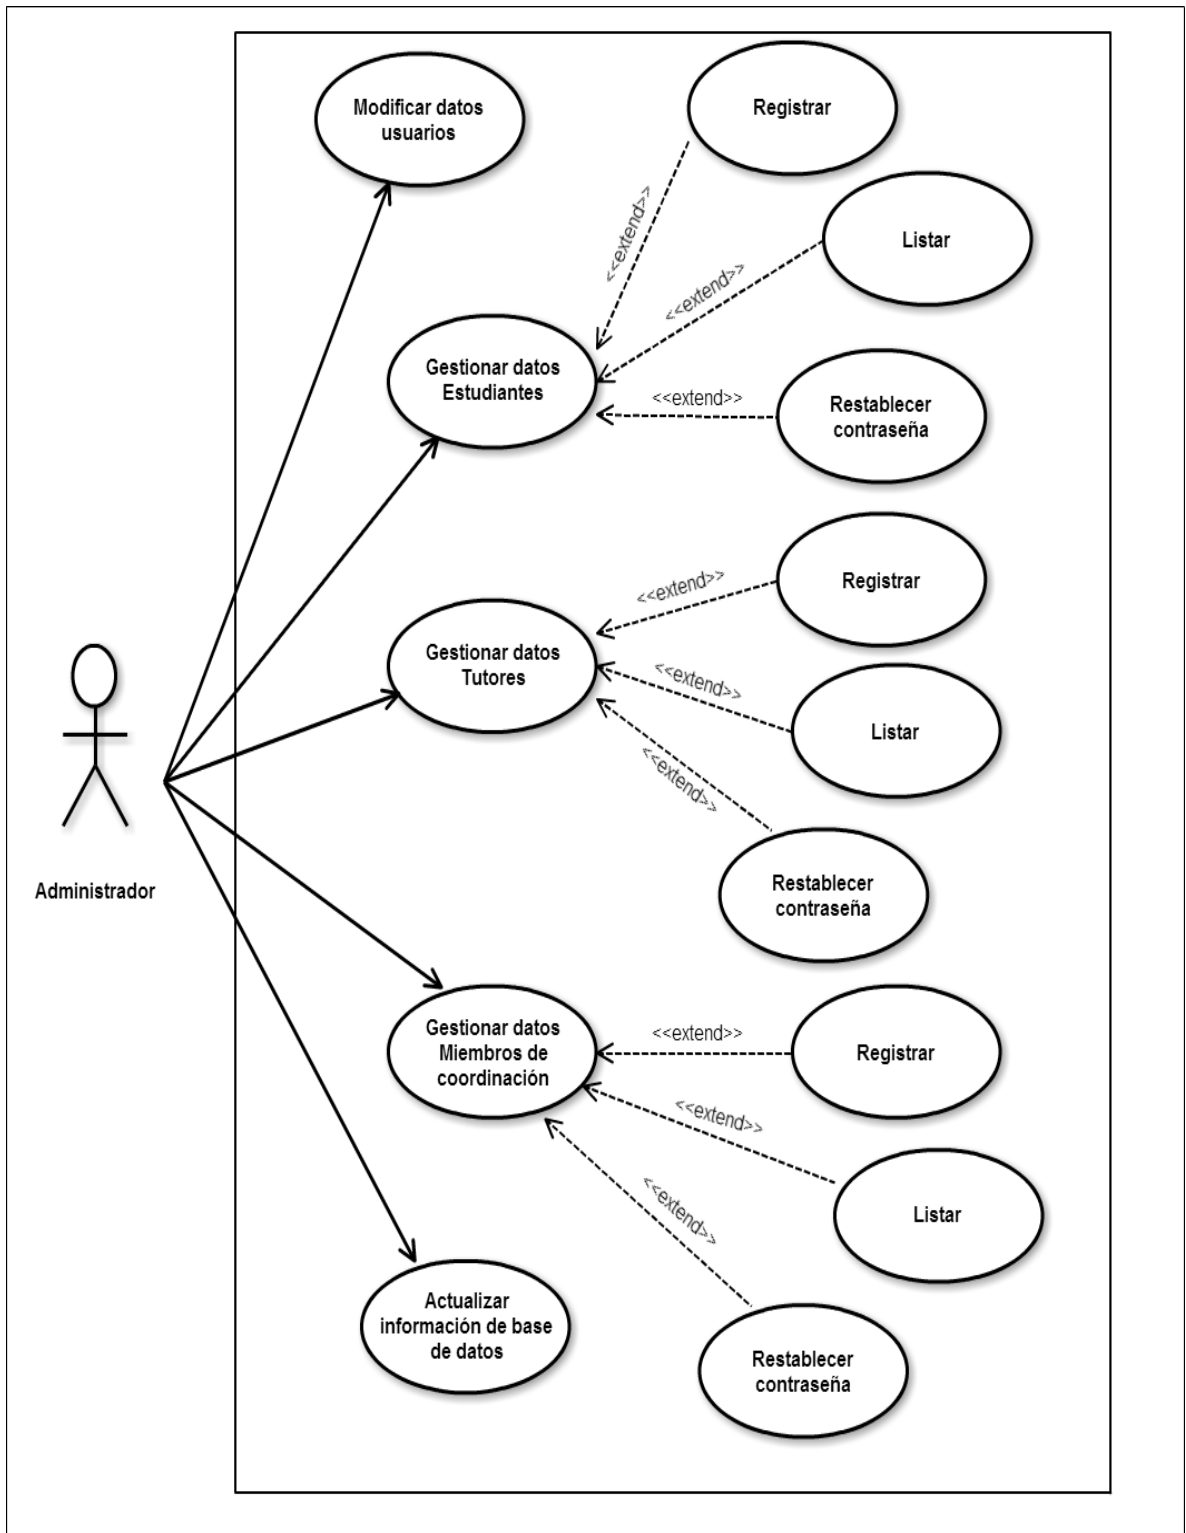 Modificar datos
usuarios
Registrar
<<extend>>
Listar
<<extend>>
Gestionar datos
Estudiantes
<<extend>>
Restablecer
contraseña
Registrar
<<extend>>
Gestionar datos
Tutores
<<extend>>
Listar
<<extend>>
Restablecer
contraseña
Administrador
Gestionar datos
Miembros de
coordinación
<<extend>>
Registrar
<<extend>>
Listar
<<extend>>
Actualizar
información de base
de datos
Restablecer
contraseña